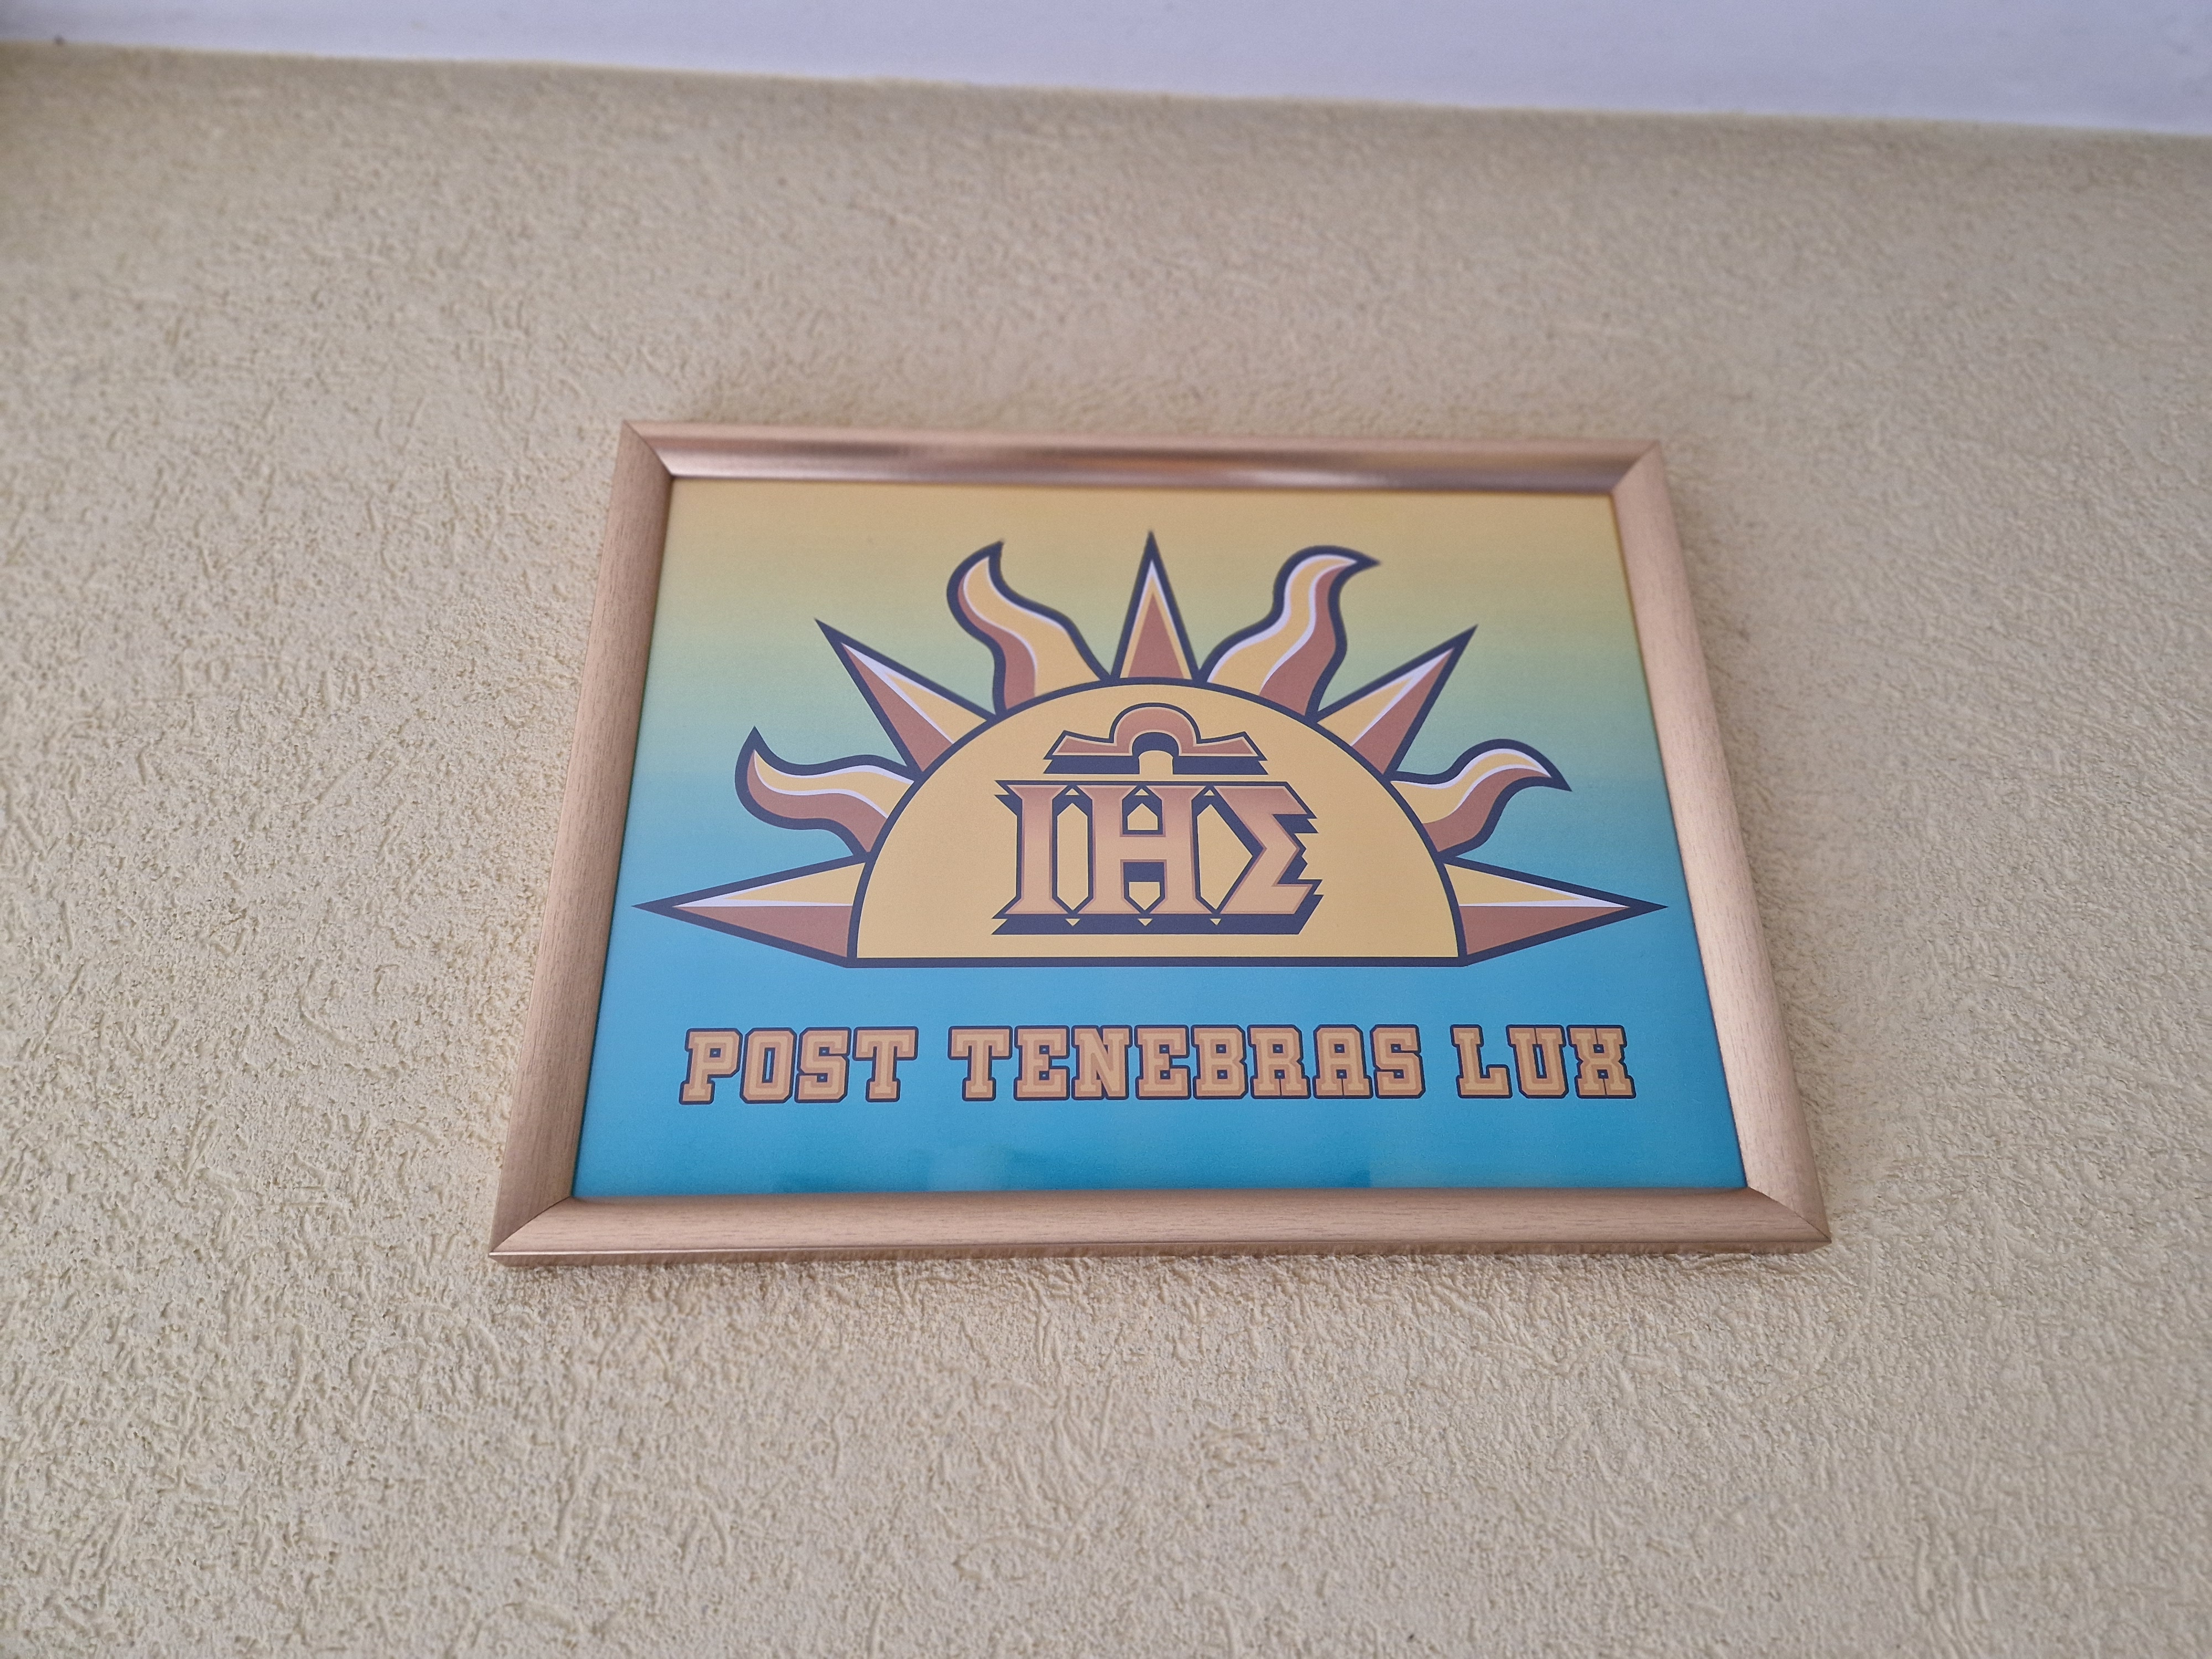 ΙΗΣ
POST TENEBRAS LUX